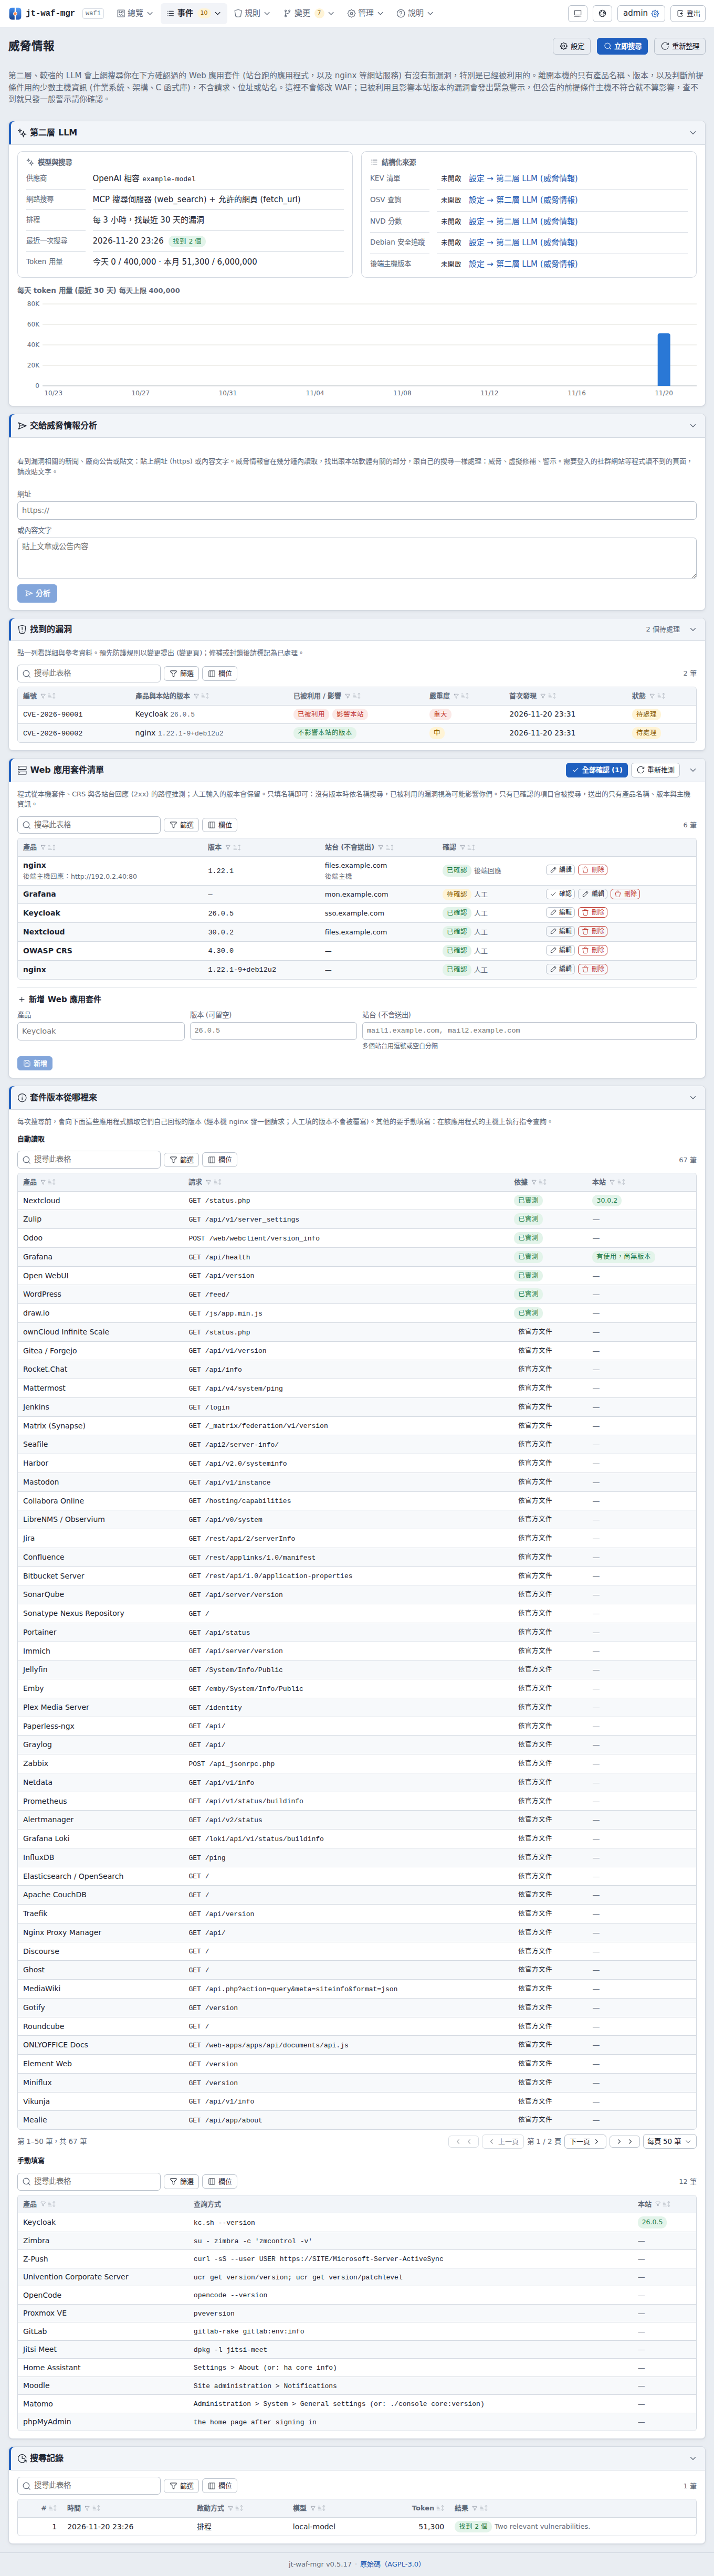 jt-waf-mgr waf1 總覽 事件 10 規則 變更 7 管理 說明 admin 登出
威脅情報 設定 立即搜尋 重新整理
第二層、較強的 LLM 會上網搜尋你在下方確認過的 Web 應用套件 (站台跑的應用程式，以及 nginx 等網站服務) 有沒有新漏洞，特別是已經被利用的。離開本機的只有產品名稱、版本，以及判斷前提
條件用的少數主機資訊 (作業系統、架構、C 函式庫)，不含請求、位址或站名。這裡不會修改 WAF；已被利用且影響本站版本的漏洞會發出緊急警示，但公告的前提條件主機不符合就不算影響，查不
到就只發一般警示請你確認。
第二層 LLM
模型與搜尋
供應商 OpenAI 相容 example-model
網路搜尋 MCP 搜尋伺服器 (web_search) + 允許的網頁 (fetch_url)
排程 每 3 小時，找最近 30 天的漏洞
最近一次搜尋 2026-11-20 23:26 找到 2 個
Token 用量 今天 0 / 400,000 · 本月 51,300 / 6,000,000
結構化來源
KEV 清單 未開啟 設定 → 第二層 LLM (威脅情報)
OSV 查詢 未開啟 設定 → 第二層 LLM (威脅情報)
NVD 分數 未開啟 設定 → 第二層 LLM (威脅情報)
Debian 安全追蹤 未開啟 設定 → 第二層 LLM (威脅情報)
後端主機版本 未開啟 設定 → 第二層 LLM (威脅情報)
每天 token 用量 (最近 30 天) 每天上限 400,000
80K
60K
40K
20K
0
10/23 10/27 10/31 11/04 11/08 11/12 11/16 11/20
交給威脅情報分析
看到漏洞相關的新聞、廠商公告或貼文：貼上網址 (https) 或內容文字。威脅情報會在幾分鐘內讀取，找出跟本站軟體有關的部分，跟自己的搜尋一樣處理：威脅、虛擬修補、警示。需要登入的社群網站等程式讀不到的頁面，
請改貼文字。
網址
https://
或內容文字
貼上文章或公告內容
分析
找到的漏洞 2 個待處理
點一列看詳細與參考資料。預先防護規則以變更提出 (變更頁)；修補或封鎖後請標記為已處理。
搜尋此表格 篩選 欄位 2 筆
編號 產品與本站的版本 已被利用 / 影響 嚴重度 首次發現 狀態
CVE-2026-90001 Keycloak 26.0.5 已被利用 影響本站 重大 2026-11-20 23:31 待處理
CVE-2026-90002 nginx 1.22.1-9+deb12u2 不影響本站的版本 中 2026-11-20 23:31 待處理
Web 應用套件清單 全部確認 (1) 重新推測
程式從本機套件、CRS 與各站台回應 (2xx) 的路徑推測；人工輸入的版本會保留。只填名稱即可：沒有版本時依名稱搜尋，已被利用的漏洞視為可能影響你們。只有已確認的項目會被搜尋，送出的只有產品名稱、版本與主機
資訊。
搜尋此表格 篩選 欄位 6 筆
產品 版本 站台 (不會送出) 確認
nginx 1.22.1 files.example.com 已確認 後端回應 編輯 刪除
後端主機回應：http://192.0.2.40:80 後端主機
Grafana — mon.example.com 待確認 人工 確認 編輯 刪除
Keycloak 26.0.5 sso.example.com 已確認 人工 編輯 刪除
Nextcloud 30.0.2 files.example.com 已確認 人工 編輯 刪除
OWASP CRS 4.30.0 — 已確認 人工 編輯 刪除
nginx 1.22.1-9+deb12u2 — 已確認 人工 編輯 刪除
+ 新增 Web 應用套件
產品 版本 (可留空) 站台 (不會送出)
Keycloak 26.0.5 mail1.example.com, mail2.example.com
多個站台用逗號或空白分隔
新增
套件版本從哪裡來
每次搜尋前，會向下面這些應用程式讀取它們自己回報的版本 (經本機 nginx 發一個請求；人工填的版本不會被覆寫)。其他的要手動填寫：在該應用程式的主機上執行指令查詢。
自動讀取
搜尋此表格 篩選 欄位 67 筆
產品 請求 依據 本站
Nextcloud GET /status.php 已實測 30.0.2
Zulip GET /api/v1/server_settings 已實測 —
Odoo POST /web/webclient/version_info 已實測 —
Grafana GET /api/health 已實測 有使用，尚無版本
Open WebUI GET /api/version 已實測 —
WordPress GET /feed/ 已實測 —
draw.io GET /js/app.min.js 已實測 —
ownCloud Infinite Scale GET /status.php 依官方文件 —
Gitea / Forgejo GET /api/v1/version 依官方文件 —
Rocket.Chat GET /api/info 依官方文件 —
Mattermost GET /api/v4/system/ping 依官方文件 —
Jenkins GET /login 依官方文件 —
Matrix (Synapse) GET /_matrix/federation/v1/version 依官方文件 —
Seafile GET /api2/server-info/ 依官方文件 —
Harbor GET /api/v2.0/systeminfo 依官方文件 —
Mastodon GET /api/v1/instance 依官方文件 —
Collabora Online GET /hosting/capabilities 依官方文件 —
LibreNMS / Observium GET /api/v0/system 依官方文件 —
Jira GET /rest/api/2/serverInfo 依官方文件 —
Confluence GET /rest/applinks/1.0/manifest 依官方文件 —
Bitbucket Server GET /rest/api/1.0/application-properties 依官方文件 —
SonarQube GET /api/server/version 依官方文件 —
Sonatype Nexus Repository GET / 依官方文件 —
Portainer GET /api/status 依官方文件 —
Immich GET /api/server/version 依官方文件 —
Jellyfin GET /System/Info/Public 依官方文件 —
Emby GET /emby/System/Info/Public 依官方文件 —
Plex Media Server GET /identity 依官方文件 —
Paperless-ngx GET /api/ 依官方文件 —
Graylog GET /api/ 依官方文件 —
Zabbix POST /api_jsonrpc.php 依官方文件 —
Netdata GET /api/v1/info 依官方文件 —
Prometheus GET /api/v1/status/buildinfo 依官方文件 —
Alertmanager GET /api/v2/status 依官方文件 —
Grafana Loki GET /loki/api/v1/status/buildinfo 依官方文件 —
InfluxDB GET /ping 依官方文件 —
Elasticsearch / OpenSearch GET / 依官方文件 —
Apache CouchDB GET / 依官方文件 —
Traefik GET /api/version 依官方文件 —
Nginx Proxy Manager GET /api/ 依官方文件 —
Discourse GET / 依官方文件 —
Ghost GET / 依官方文件 —
MediaWiki GET /api.php?action=query&meta=siteinfo&format=json 依官方文件 —
Gotify GET /version 依官方文件 —
Roundcube GET / 依官方文件 —
ONLYOFFICE Docs GET /web-apps/apps/api/documents/api.js 依官方文件 —
Element Web GET /version 依官方文件 —
Miniflux GET /version 依官方文件 —
Vikunja GET /api/v1/info 依官方文件 —
Mealie GET /api/app/about 依官方文件 —
第 1–50 筆，共 67 筆 上一頁 第 1 / 2 頁 下一頁 每頁 50 筆
手動填寫
搜尋此表格 篩選 欄位 12 筆
產品 查詢方式 本站
Keycloak kc.sh --version 26.0.5
Zimbra su - zimbra -c 'zmcontrol -v' —
Z-Push curl -sS --user USER https://SITE/Microsoft-Server-ActiveSync —
Univention Corporate Server ucr get version/version; ucr get version/patchlevel —
OpenCode opencode --version —
Proxmox VE pveversion —
GitLab gitlab-rake gitlab:env:info —
Jitsi Meet dpkg -l jitsi-meet —
Home Assistant Settings > About (or: ha core info) —
Moodle Site administration > Notifications —
Matomo Administration > System > General settings (or: ./console core:version) —
phpMyAdmin the home page after signing in —
搜尋記錄
搜尋此表格 篩選 欄位 1 筆
# 時間 啟動方式 模型 Token 結果
1 2026-11-20 23:26 排程 local-model 51,300 找到 2 個 Two relevant vulnerabilities.
jt-waf-mgr v0.5.17 · 原始碼 (AGPL-3.0)